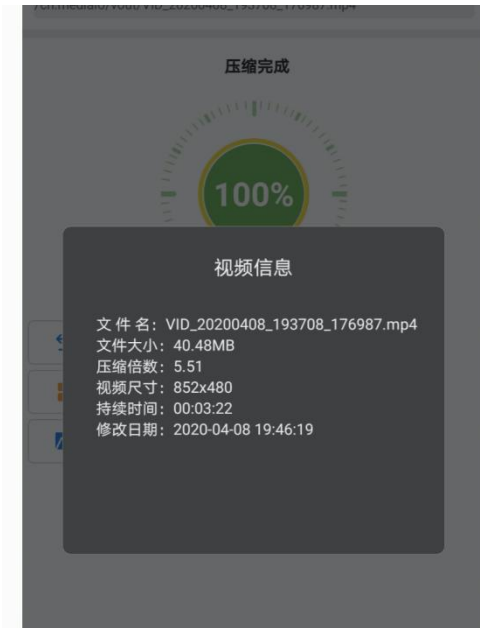 压缩完成
100%
视频信息
文 件 名：VID_20200408_193708_176987.mp4
文件大小：40.48MB
压缩倍数：5.51
视频尺寸：852x480
持续时间：00:03:22
修改日期：2020-04-08 19:46:19